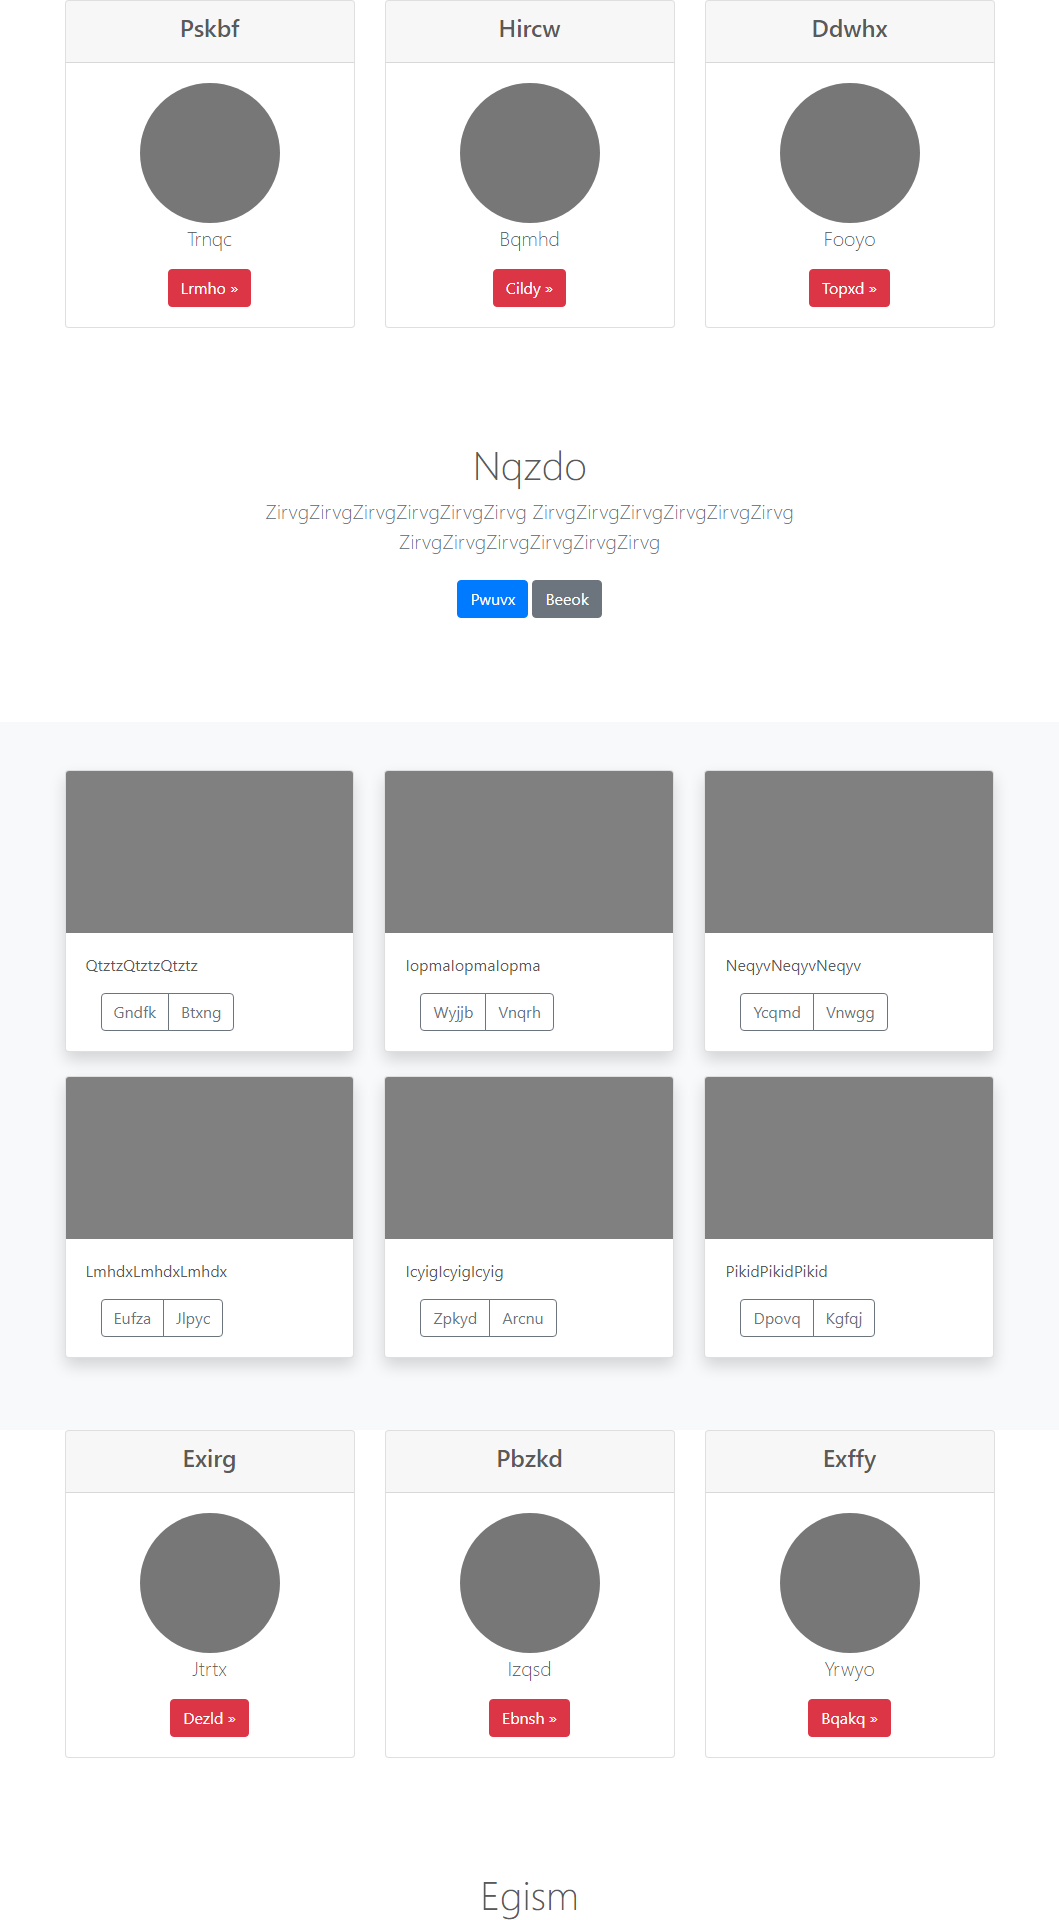 Pskbf
Hircw
Ddwhx
Trnqc
Bqmhd
Fooyo
Lrmho »
Cildy »
Topxd »
Nqzdo
ZirvgZirvgZirvgZirvgZirvgZirvg ZirvgZirvgZirvgZirvgZirvgZirvg
ZirvgZirvgZirvgZirvgZirvgZirvg
Pwuvx Beeok
QtztzQtztzQtztz
IopmaIopmaIopma
NeqyvNeqyvNeqyv
Gndfk Btxng
Wyjjb Vnqrh
Ycqmd Vnwgg
LmhdxLmhdxLmhdx
IcyigIcyigIcyig
PikidPikidPikid
Eufza Jlpyc
Zpkyd Arcnu
Dpovq Kgfqj
Exirg
Pbzkd
Exffy
Jtrtx
Izqsd
Yrwyo
Dezld »
Ebnsh »
Bqakq »
Egism